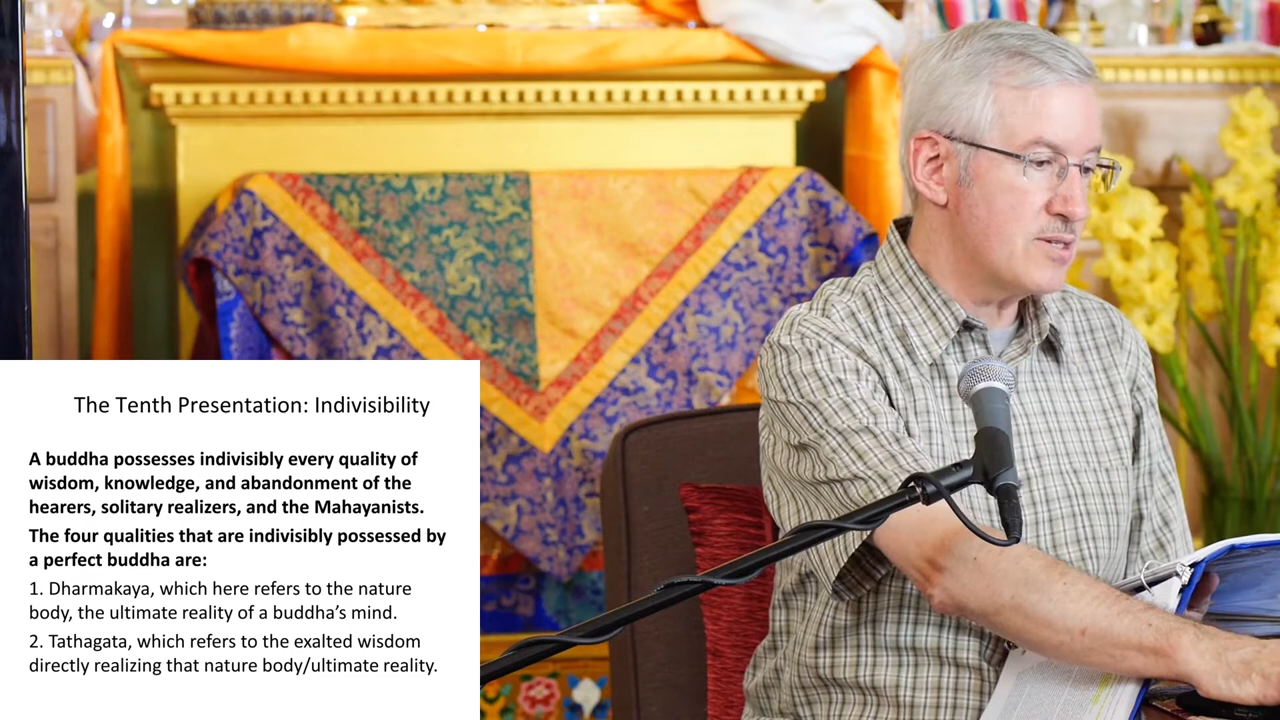 The Tenth Presentation: Indivisibility
A buddha possesses indivisibly every quality of
wisdom, knowledge, and abandonment of the
hearers, solitary realizers, and the Mahayanists.
The four qualities that are indivisibly possessed by
a perfect buddha are:
1. Dharmakaya, which here refers to the nature
body, the ultimate reality of a buddha’s mind.
2. Tathagata, which refers to the exalted wisdom
directly realizing that nature body/ultimate reality.